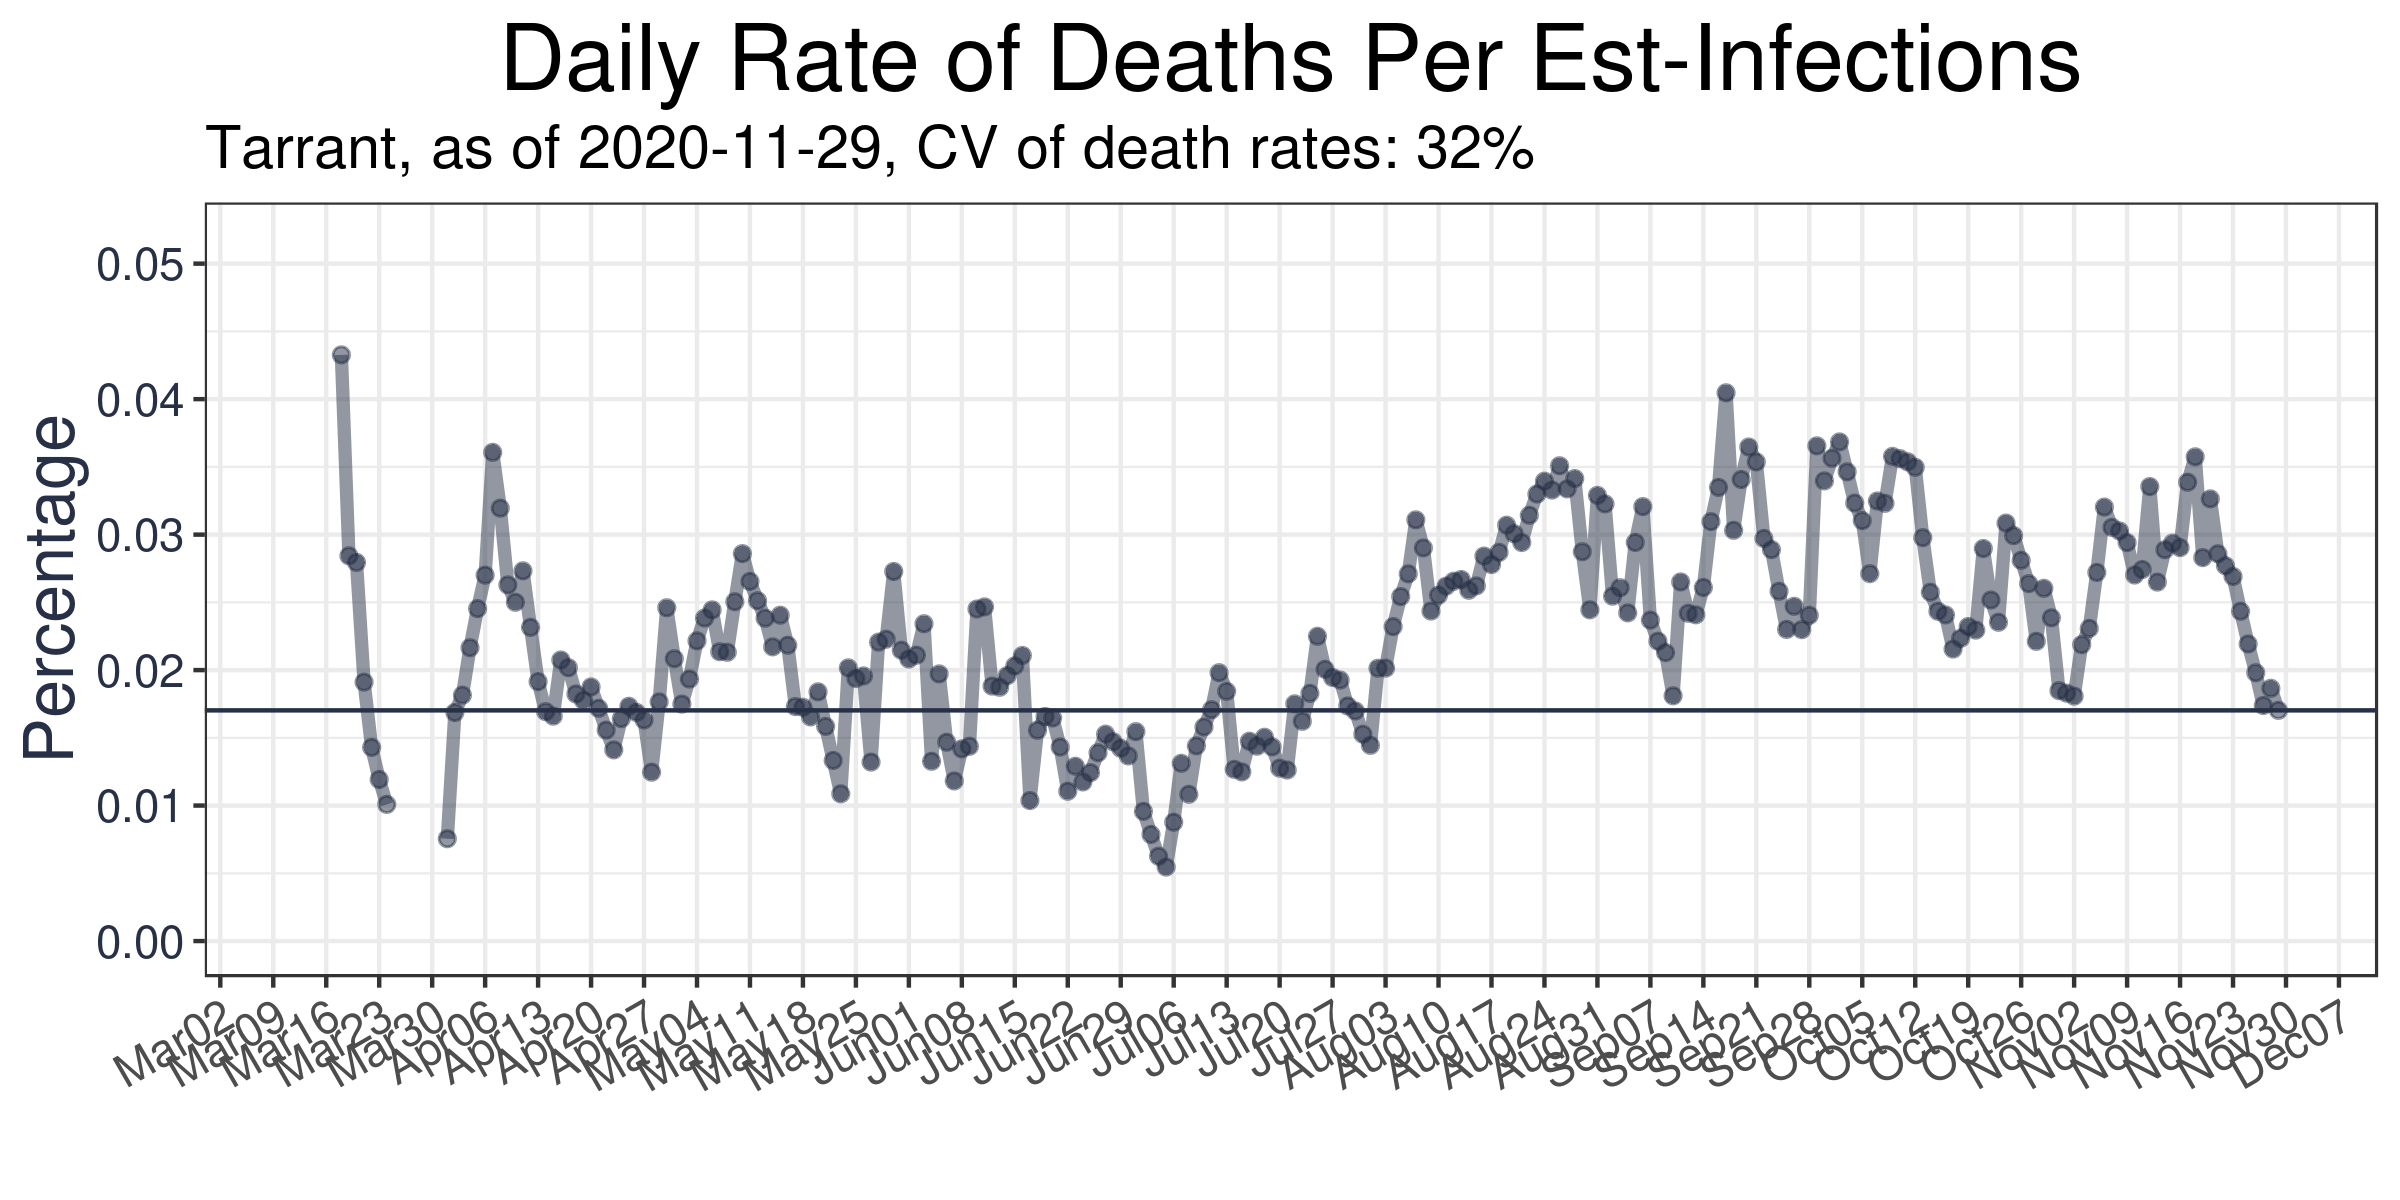 Daily Rate of Deaths Per Est-Infections
Tarrant, as of 2020-11-29, CV of death rates: 32%
Percentage
0.05
0.04
0.03
0.02
0.01
0.00
Mar02
Mar09
Mar16
Mar23
Mar30
Apr06
Apr13
Apr20
Apr27
May04
May11
May18
May25
Jun01
Jun08
Jun15
Jun22
Jun29
Jul06
Jul13
Jul20
Jul27
Aug03
Aug10
Aug17
Aug24
Aug31
Sep07
Sep14
Sep21
Sep28
Oct05
Oct12
Oct19
Oct26
Nov02
Nov09
Nov16
Nov23
Nov30
Dec07